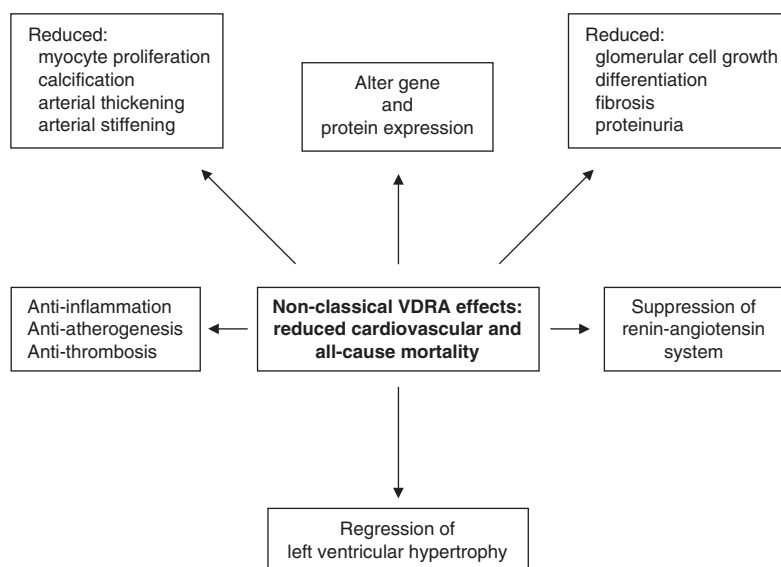 Reduced:
myocyte proliferation
calcification
arterial thickening
arterial stiffening
Alter gene
and
protein expression
Reduced:
glomerular cell growth
differentiation
fibrosis
proteinuria
Anti-inflammation
Anti-atherogenesis
Anti-thrombosis
Non-classical VDRA effects:
reduced cardiovascular and
all-cause mortality
Suppression of
renin-angiotensin
system
Regression of
left ventricular hypertrophy